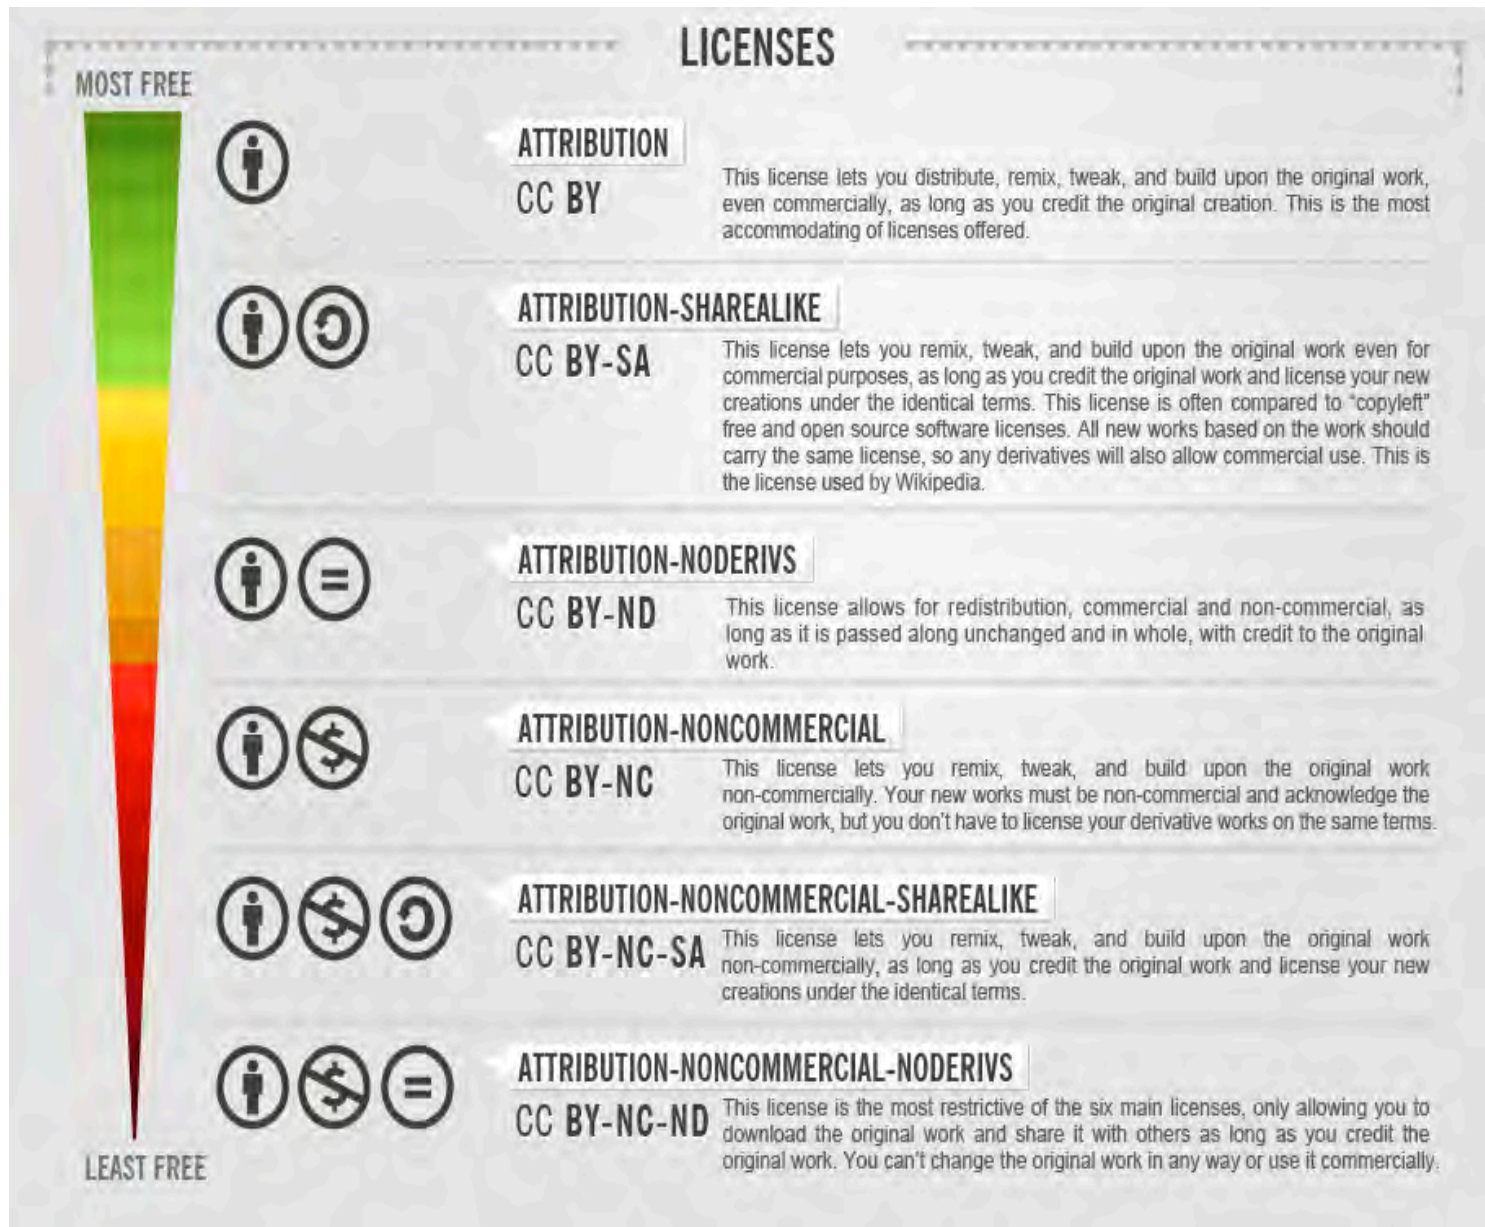 LICENSES
MOST FREE
ATTRIBUTION
CC BY
This license lets you distribute, remix, tweak, and build upon the original work,
even commercially, as long as you credit the original creation. This is the most
accommodating of licenses offered.
ATTRIBUTION-SHAREALIKE
CC BY-SA
This license lets you remix, tweak, and build upon the original work even for
commercial purposes, as long as you credit the original work and license your new
creations under the identical terms. This license is often compared to "copyleft"
free and open source software licenses. All new works based on the work should
carry the same license, so any derivatives will also allow commercial use. This is
the license used by Wikipedia.
ATTRIBUTION-NODERIVS
CC BY-ND
This license allows for redistribution, commercial and non-commercial, as
long as it is passed along unchanged and in whole, with credit to the original
work.
ATTRIBUTION-NONCOMMERCIAL
CC BY-NC
This license lets you remix, tweak, and build upon the original work
non-commercially. Your new works must be non-commercial and acknowledge the
original work, but you don't have to license your derivative works on the same terms.
ATTRIBUTION-NONCOMMERCIAL-SHAREALIKE
CC BY-NC-SA
This license lets you remix, tweak, and build upon the original work
non-commercially, as long as you credit the original work and license your new
creations under the identical terms.
ATTRIBUTION-NONCOMMERCIAL-NODERIVS
CC BY-NC-ND
This license is the most restrictive of the six main licenses, only allowing you to
download the original work and share it with others as long as you credit the
original work. You can't change the original work in any way or use it commercially.
LEAST FREE